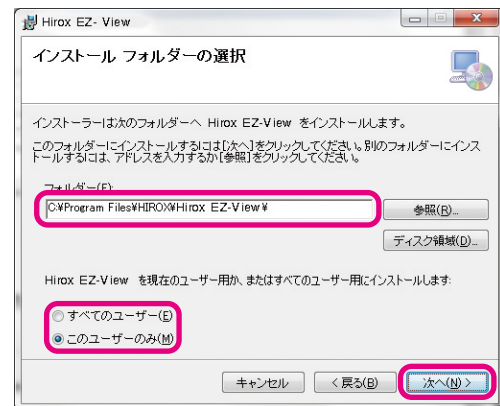 Hirox EZ- View
インストール フォルダーの選択
インストーラーは次のフォルダーへ Hirox EZ-View をインストールします。
このフォルダーにインストールするには[次へ]をクリックしてください。別のフォルダーにインス
トールするには、アドレスを入力するか[参照]をクリックしてください。
フォルダー(F):
C:¥Program Files¥HIROX¥Hirox EZ-View¥
参照(R)...
ディスク領域(D)...
Hirox EZ-View を現在のユーザー用か、またはすべてのユーザー用にインストールします:
すべてのユーザー(E)
このユーザーのみ(M)
キャンセル
< 戻る(B)
次へ(N) >